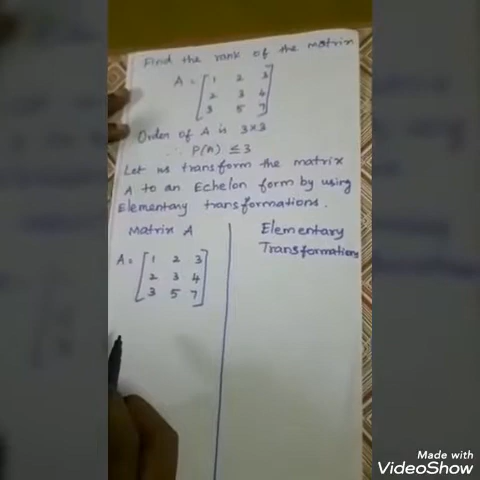 Find the rank of the matrix
A = [ 1 2 3
2 3 4
3 5 7 ]
Order of A is 3×3
∴ P(A) ≤ 3
Let us transform the matrix
A to an Echelon form by using
Elementary transformations.
Matrix A
A = [ 1 2 3
2 3 4
3 5 7 ]
Elementary
Transformations
Made with
VideoShow